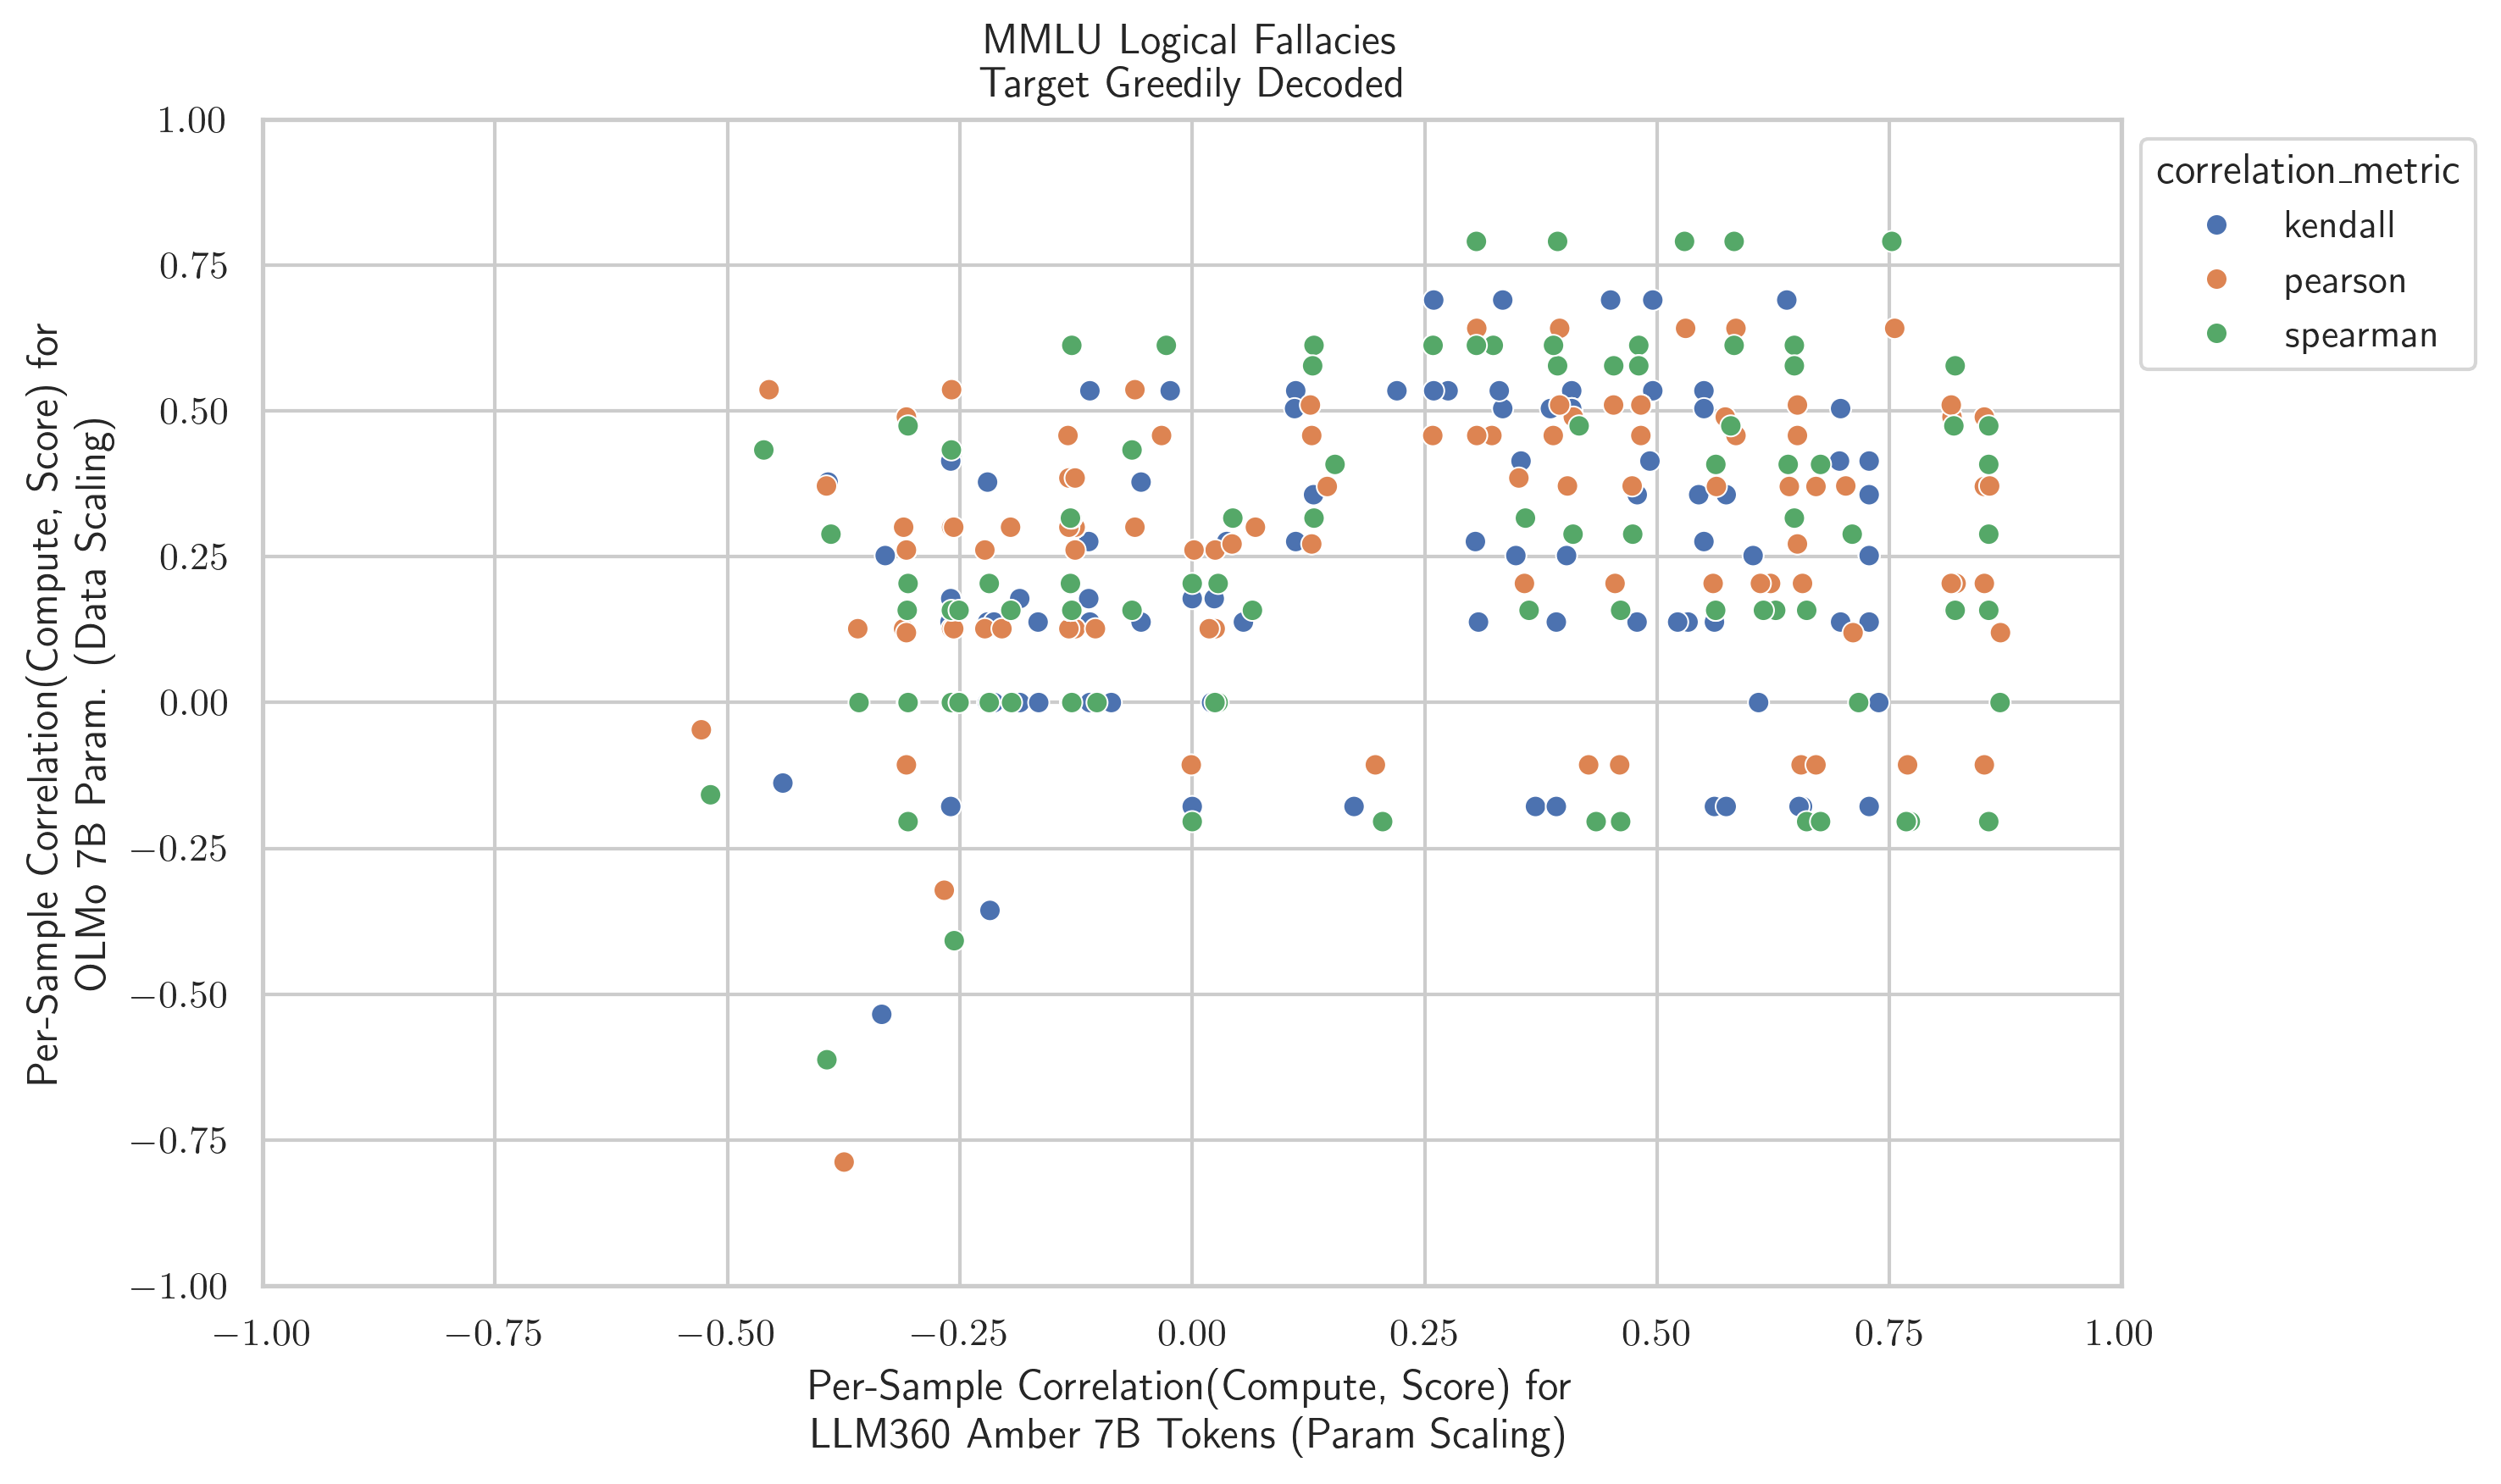 MMLU Logical Fallacies
Target Greedily Decoded
Per-Sample Correlation(Compute, Score) for
OLMo 7B Param. (Data Scaling)
1.00
0.75
0.50
0.25
0.00
−0.25
−0.50
−0.75
−1.00
−1.00
−0.75
−0.50
−0.25
0.00
0.25
0.50
0.75
1.00
Per-Sample Correlation(Compute, Score) for
LLM360 Amber 7B Tokens (Param Scaling)
correlation_metric
kendall
pearson
spearman